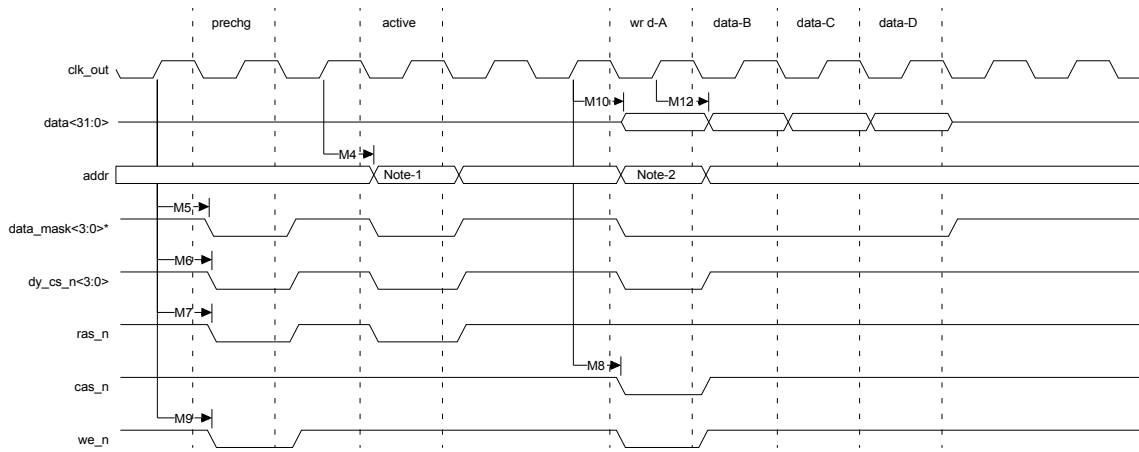 prechg active wr d-A data-B data-C data-D
clk_out
M10 M12
data<31:0>
M4
addr Note-1 Note-2
M5
data_mask<3:0>*
M6
dy_cs_n<3:0>
M7
ras_n
M8
cas_n
M9
we_n